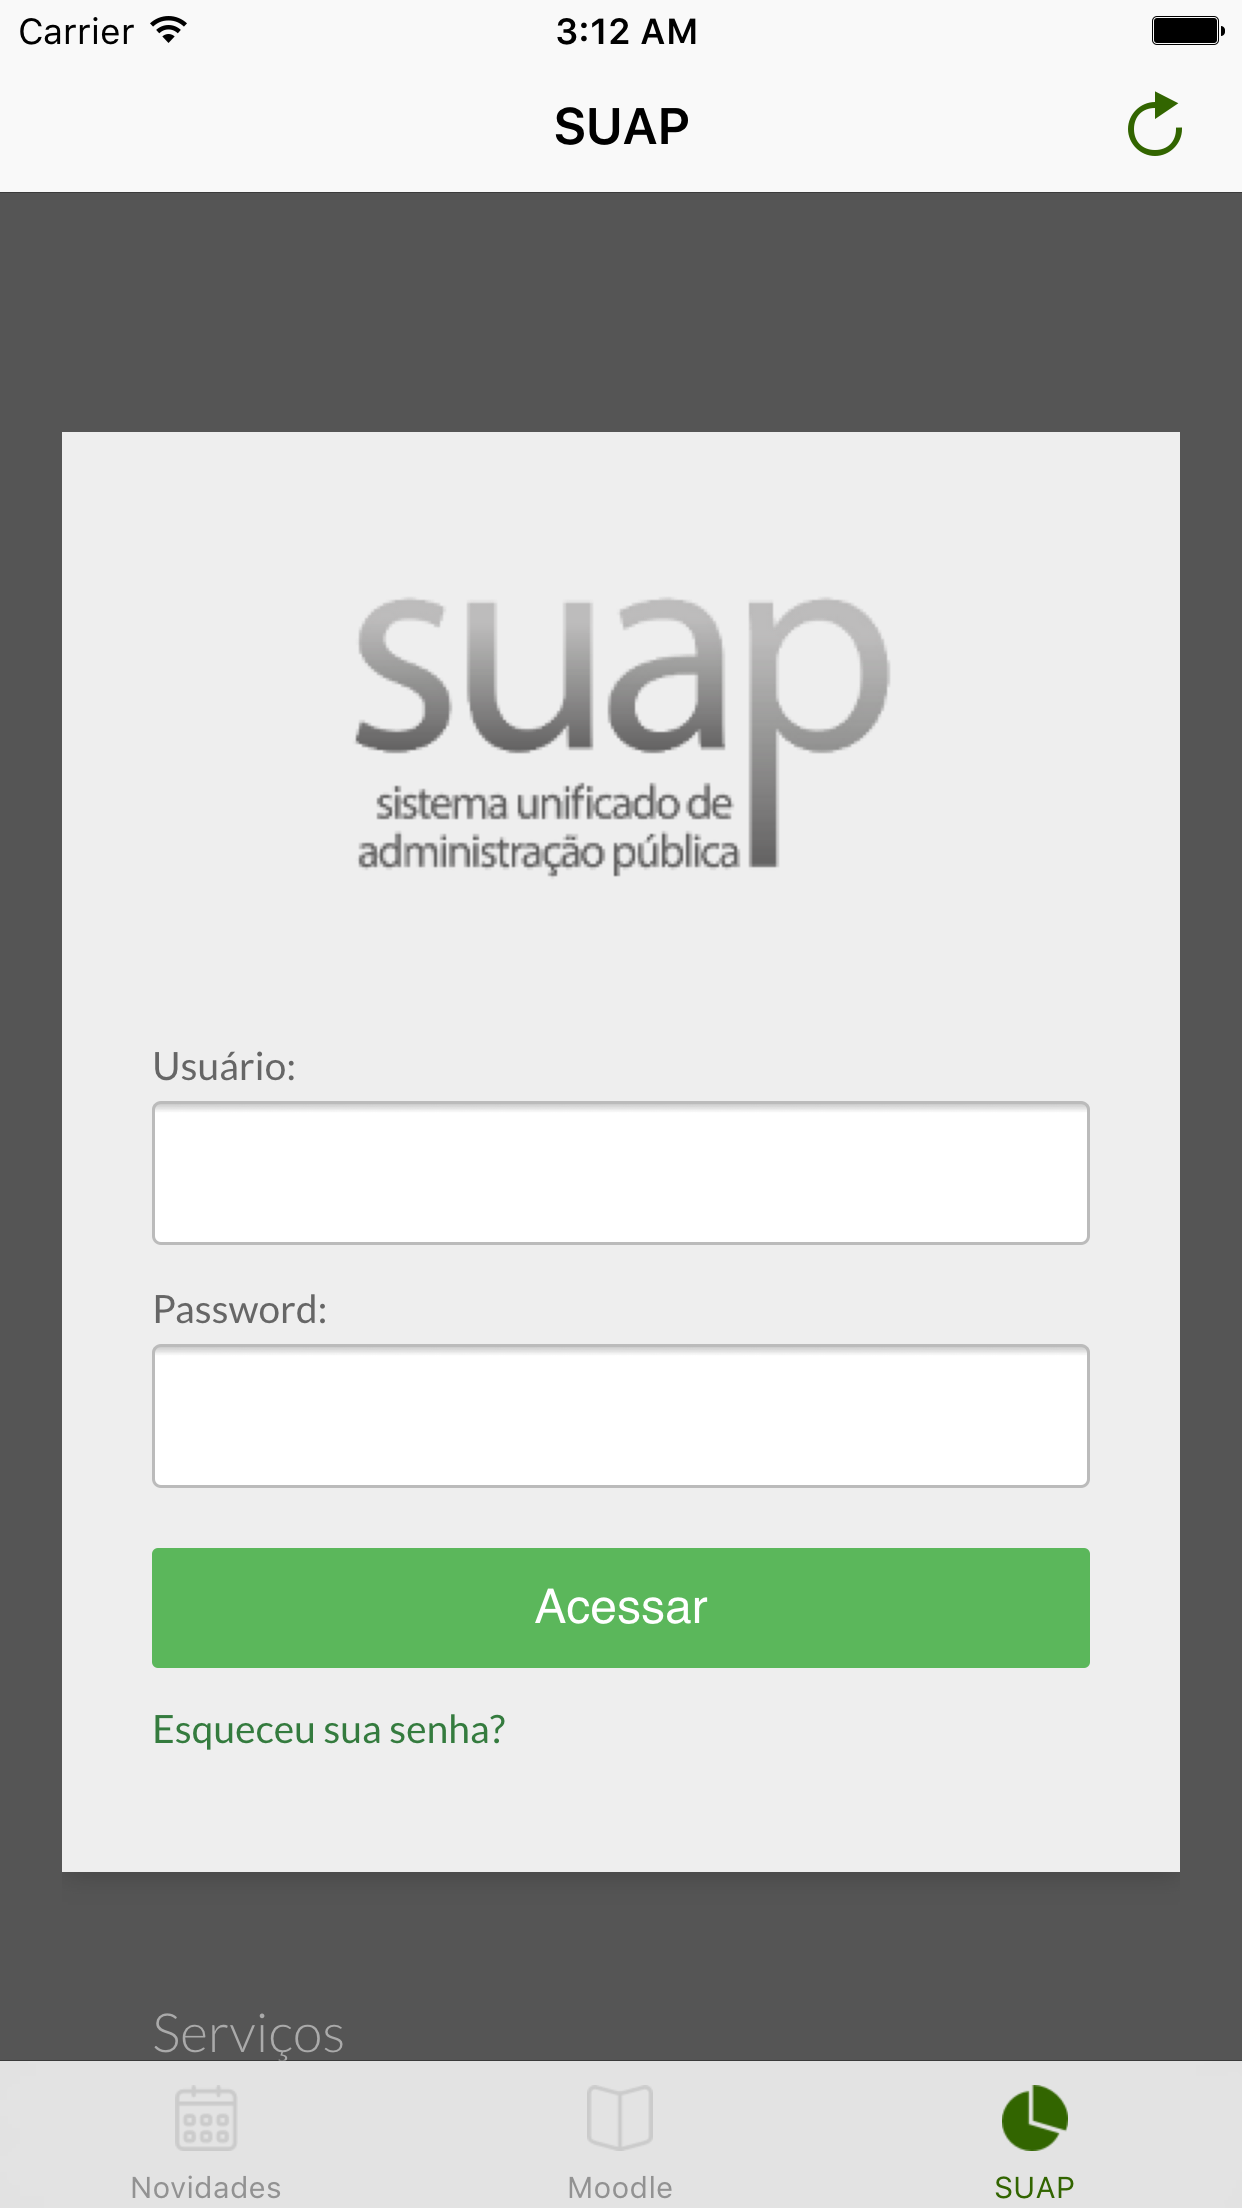 Carrier
3:12 AM
SUAP
suap
sistema unificado de
administração pública
Usuário:
Password:
Acessar
Esqueceu sua senha?
Serviços
Novidades
Moodle
SUAP